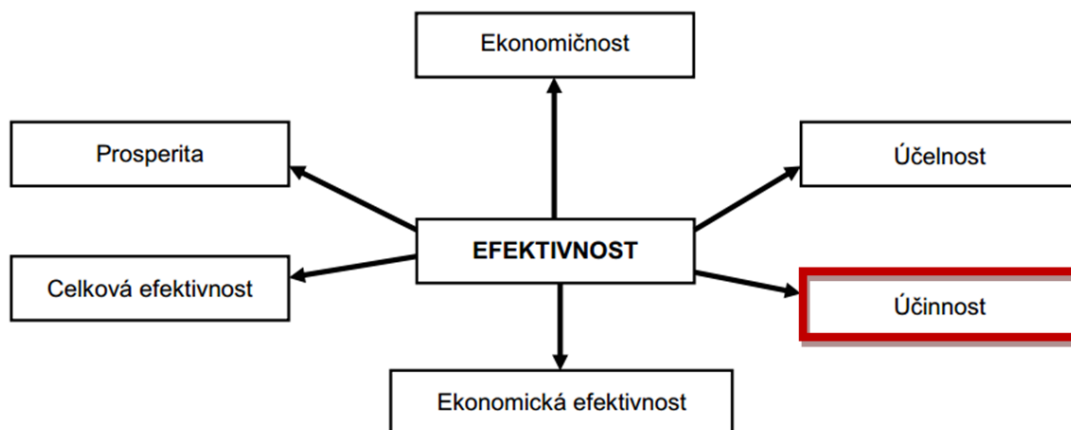 Ekonomičnost
Prosperita
Účelnost
EFEKTIVNOST
Celková efektivnost
Účinnost
Ekonomická efektivnost